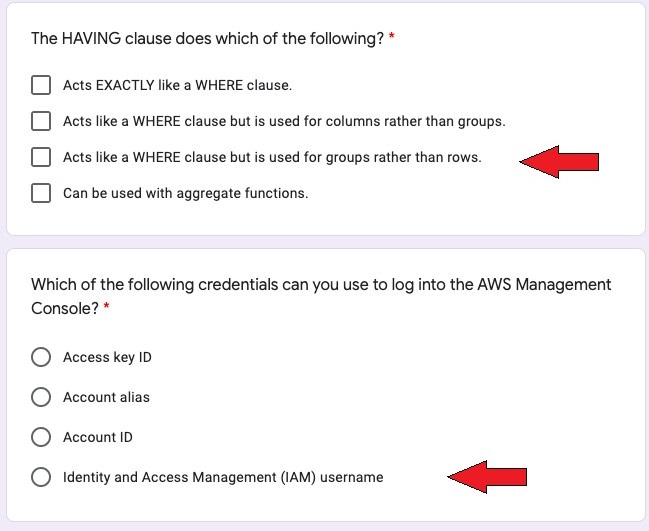 The HAVING clause does which of the following? *
Acts EXACTLY like a WHERE clause.
Acts like a WHERE clause but is used for columns rather than groups.
Acts like a WHERE clause but is used for groups rather than rows.
Can be used with aggregate functions.
Which of the following credentials can you use to log into the AWS Management
Console? *
Access key ID
Account alias
Account ID
Identity and Access Management (IAM) username